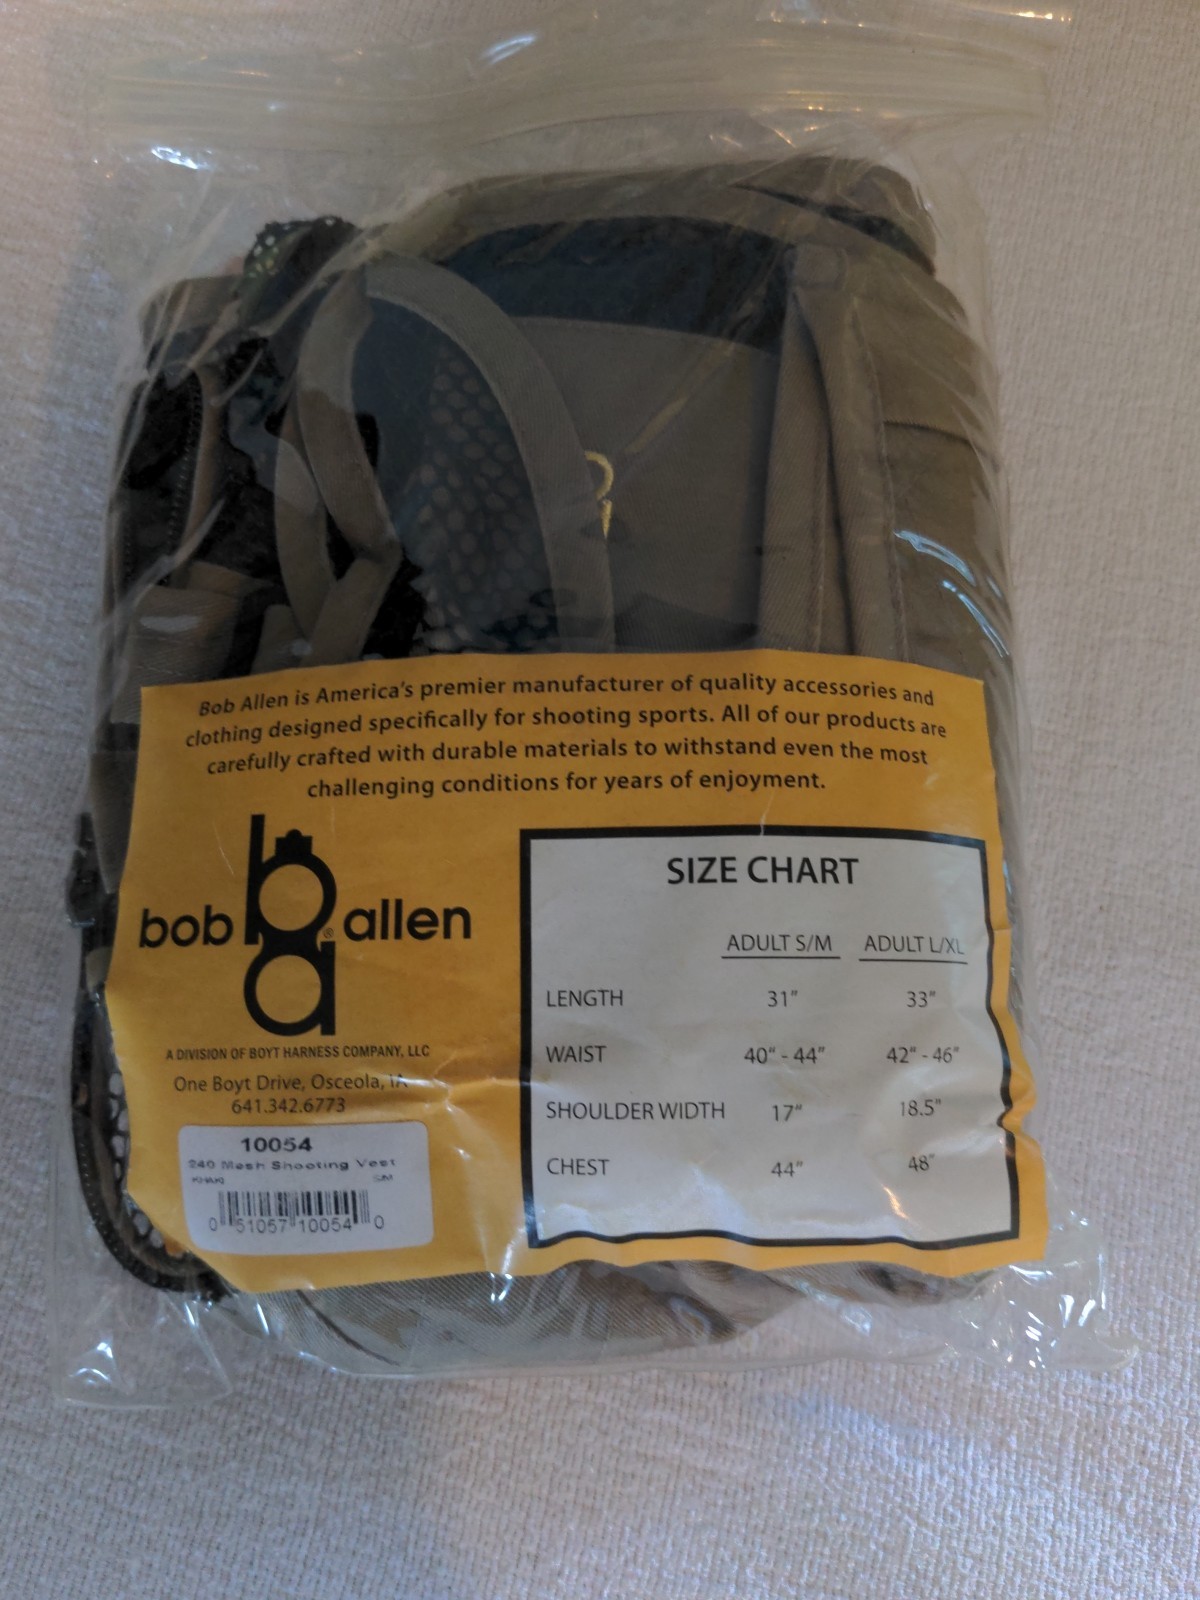 Bob Allen is America's premier manufacturer of quality accessories and
clothing designed specifically for shooting sports. All of our products are
carefully crafted with durable materials to withstand even the most
challenging conditions for years of enjoyment.
ba
bob allen®
A DIVISION OF BOYT HARNESS COMPANY, LLC
One Boyt Drive, Osceola, IA
641.342.6773
10054
240 Mesh Shooting Vest
KHAKI S/M
0 51057 10054 0
SIZE CHART
ADULT S/M ADULT L/XL
LENGTH 31" 33"
WAIST 40" - 44" 42" - 46"
SHOULDER WIDTH 17" 18.5"
CHEST 44" 48"